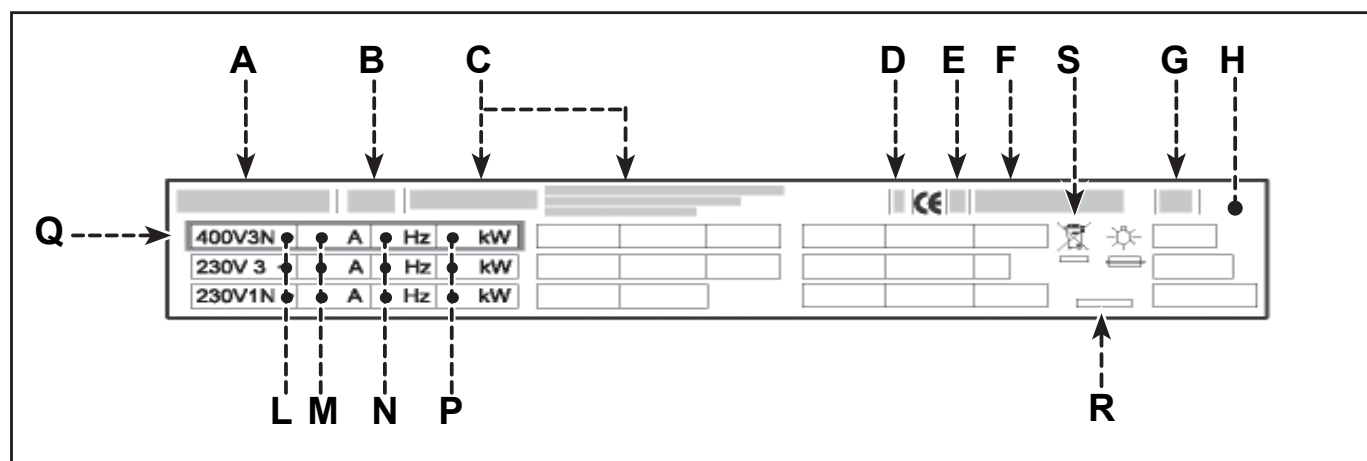 A B C D E F S G H
CE
Q
400V3N A Hz kW
230V 3 A Hz kW
230V1N A Hz kW
L M N P R